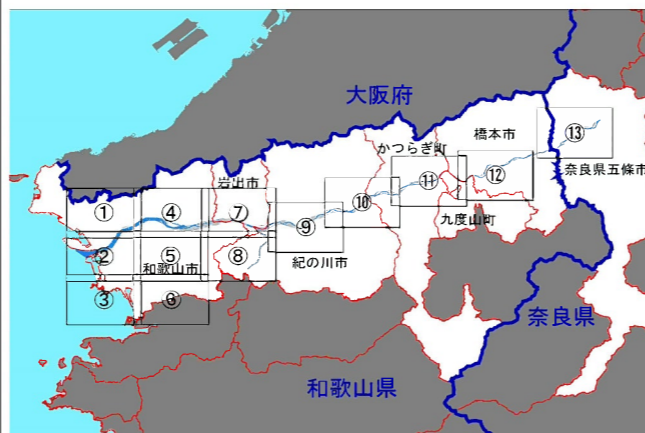 大阪府
橋本市
⑬
かつらぎ町
奈良県五條市
岩出市
⑪
⑫
①
④
⑦
⑩
九度山町
⑨
②
⑤
⑧
和歌山市
紀の川市
③
⑥
奈良県
和歌山県